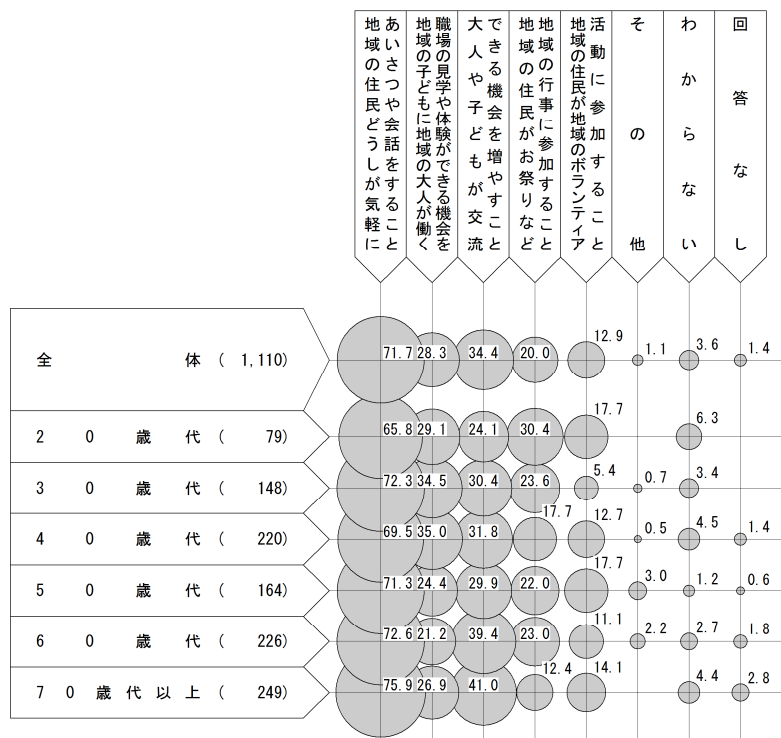 地域の住民どうしが気軽に
あいさつや会話をすること
地域の子どもに地域の大人が働く
職場の見学や体験ができる機会を
大人や子どもが交流
できる機会を増やすこと
地域の住民がお祭りなど
地域の行事に参加すること
地域の住民が地域のボランティア
活動に参加すること
その他
わからない
回答なし
全体 (1,110) 71.7 28.3 34.4 20.0 12.9 1.1 3.6 1.4
20歳代 (79) 65.8 29.1 24.1 30.4 17.7 6.3
30歳代 (148) 72.3 34.5 30.4 23.6 5.4 0.7 3.4
40歳代 (220) 69.5 35.0 31.8 17.7 12.7 0.5 4.5 1.4
50歳代 (164) 71.3 24.4 29.9 22.0 17.7 3.0 1.2 0.6
60歳代 (226) 72.6 21.2 39.4 23.0 11.1 2.2 2.7 1.8
70歳代以上 (249) 75.9 26.9 41.0 12.4 14.1 4.4 2.8